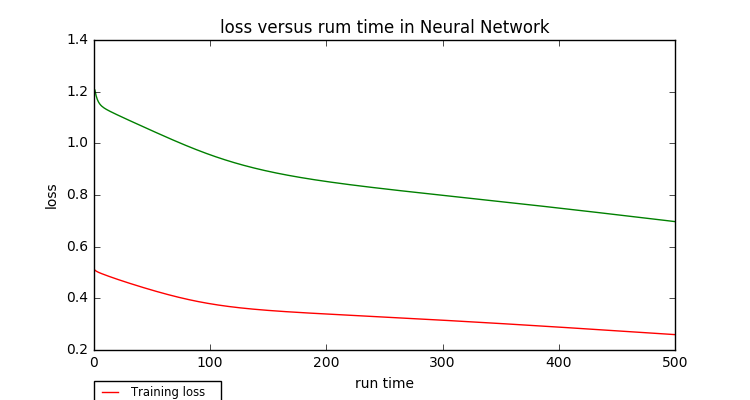 loss versus rum time in Neural Network
1.4
1.2
1.0
0.8
0.6
0.4
0.2
loss
0 100 200 300 400 500
run time
Training loss